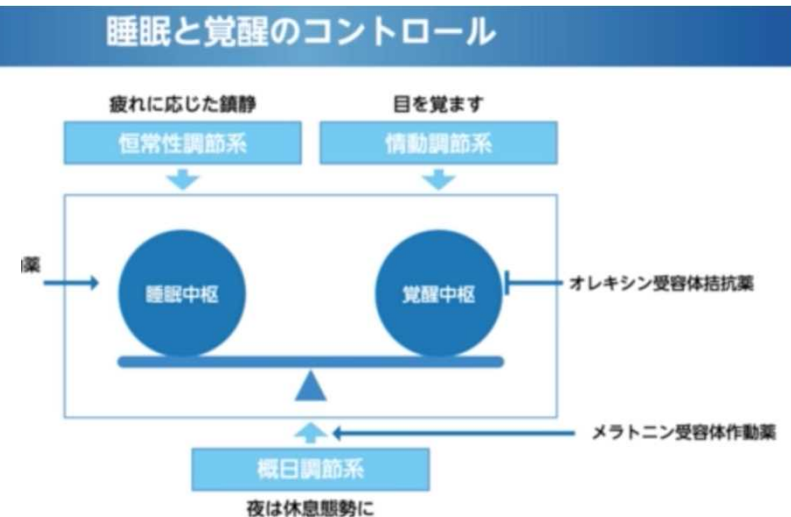 睡眠と覚醒のコントロール
疲れに応じた鎮静
目を覚ます
恒常性調節系
情動調節系
薬
睡眠中枢
覚醒中枢
オレキシン受容体拮抗薬
メラトニン受容体作動薬
概日調節系
夜は休息態勢に